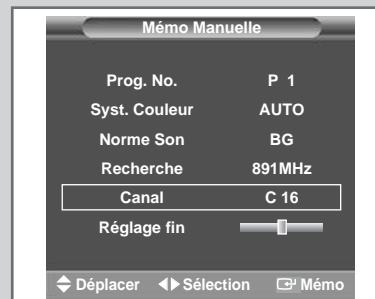 Mémo Manuelle
Prog. No. P 1
Syst. Couleur AUTO
Norme Son BG
Recherche 891MHz
Canal C 16
Réglage fin
Déplacer Sélection Mémo